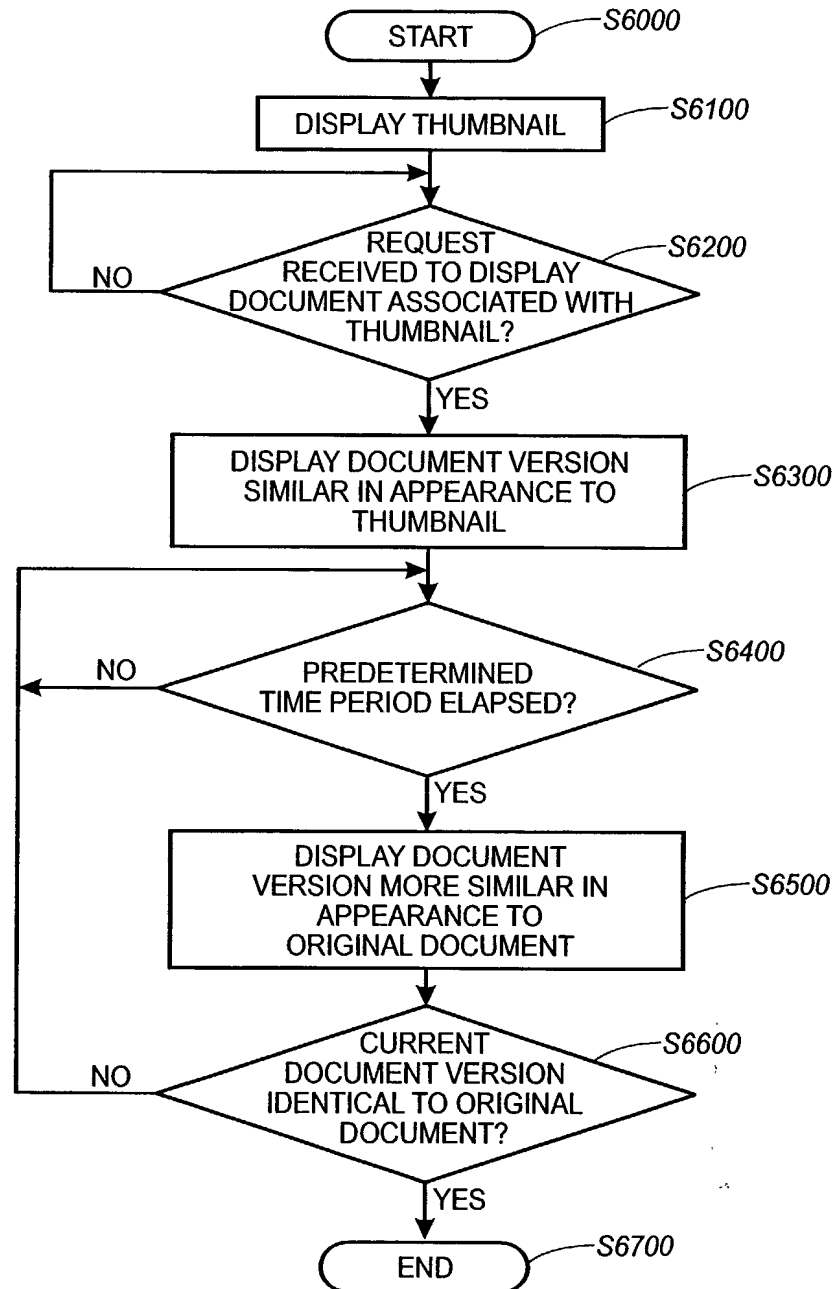 START
S6000
DISPLAY THUMBNAIL
S6100
REQUEST
RECEIVED TO DISPLAY
DOCUMENT ASSOCIATED WITH
THUMBNAIL?
S6200
NO
YES
DISPLAY DOCUMENT VERSION
SIMILAR IN APPEARANCE TO
THUMBNAIL
S6300
PREDETERMINED
TIME PERIOD ELAPSED?
S6400
NO
YES
DISPLAY DOCUMENT
VERSION MORE SIMILAR IN
APPEARANCE TO
ORIGINAL DOCUMENT
S6500
CURRENT
DOCUMENT VERSION
IDENTICAL TO ORIGINAL
DOCUMENT?
S6600
NO
YES
END
S6700